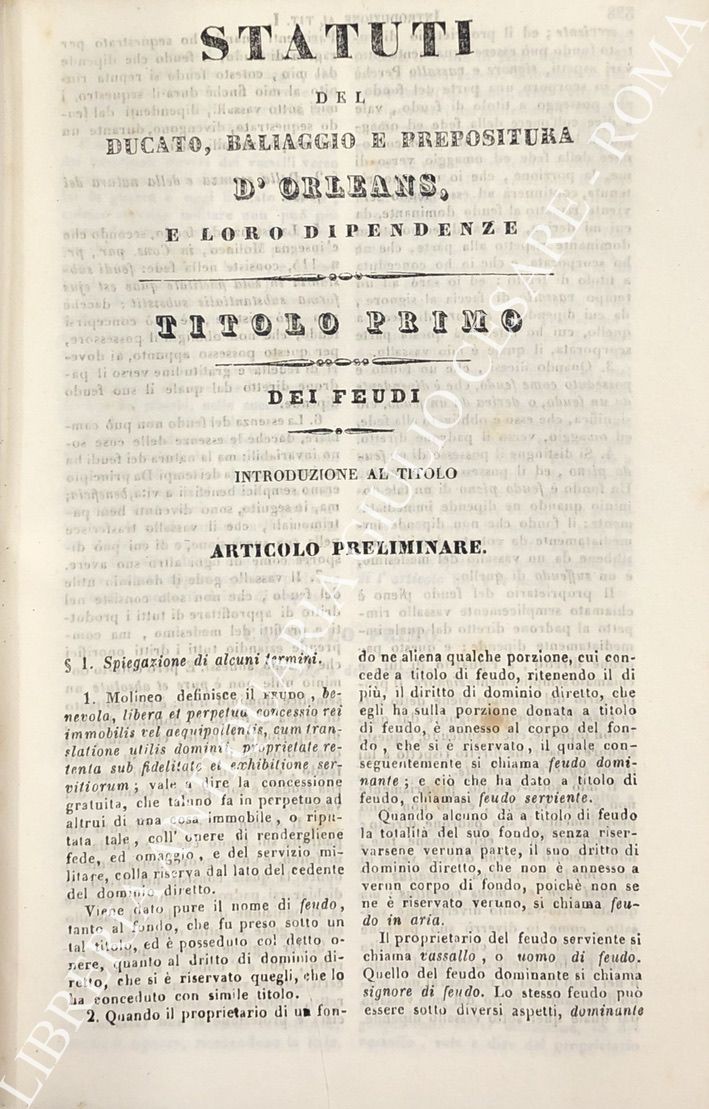 STATUTI
DEL
DUCATO, BALIAGGIO E PREPOSITURA
D' ORLEANS,
E LORO DIPENDENZE
TITOLO PRIMO
DEI FEUDI
INTRODUZIONE AL TITOLO
ARTICOLO PRELIMINARE.
§ 1. Spiegazione di alcuni termini.
1. Molineo definisce il FEUDO, be-
nevola, libera et perpetua concessio rei
immobilis vel aequipollentis, cum tran-
slatione utilis dominii proprietate re-
tenta sub fidelitate et exhibitione ser-
vitiorum; vale a dire la concessione
gratuita, che taluno fa in perpetuo ad
altrui di una cosa immobile, o ripu-
tata tale, coll' onere di rendergliene
fede, ed omaggio, e del servizio mi-
litare, colla riserva dal lato del cedente
del dominio diretto.
Viene dato pure il nome di feudo,
tanto al fondo, che fu preso sotto un
tal titolo, ed è posseduto col detto o-
nere, quanto al dritto di dominio di-
retto, che si è riservato quegli, che lo
ha conceduto con simile titolo.
2. Quando il proprietario di un fon-
do ne aliena qualche porzione, cui con-
cede a titolo di feudo, ritenendo il di
più, il diritto di dominio diretto, che
egli ha sulla porzione donata a titolo
di feudo, è annesso al corpo del fon-
do, che si è riservato, il quale con-
seguentemente si chiama feudo domi-
nante; e ciò che ha dato a titolo di
feudo, chiamasi feudo serviente.
Quando alcuno dà a titolo di feudo
la totalità del suo fondo, senza riser-
varsene veruna parte, il suo dritto di
dominio diretto, che non è annesso a
verun corpo di fondo, poichè non se
ne è riservato veruno, si chiama feu-
do in aria.
Il proprietario del feudo serviente si
chiama vassallo, o uomo di feudo.
Quello del feudo dominante si chiama
signore di feudo. Lo stesso feudo può
essere sotto diversi aspetti, dominante
LIBRERIA ANTIQUARIA GIULIO CESARE - ROMA